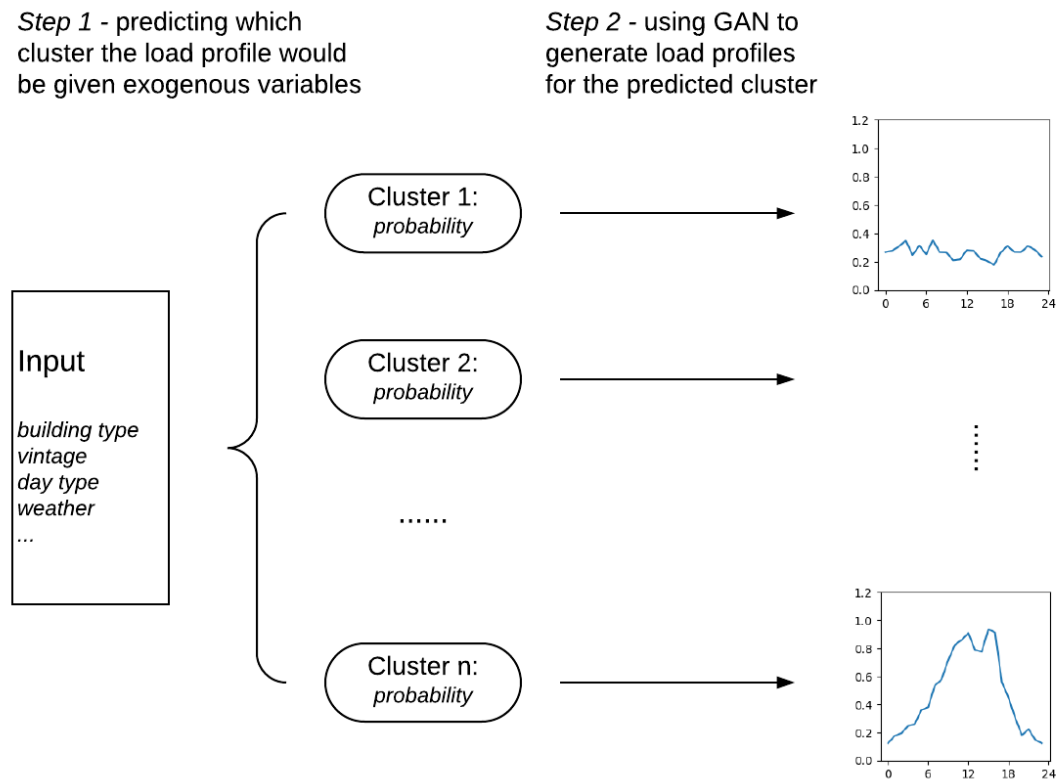 Step 1 - predicting which
cluster the load profile would
be given exogenous variables
Step 2 - using GAN to
generate load profiles
for the predicted cluster
Input
building type
vintage
day type
weather
...
Cluster 1:
probability
Cluster 2:
probability
......
Cluster n:
probability
1.2
1.0
0.8
0.6
0.4
0.2
0.0
0 6 12 18 24
1.2
1.0
0.8
0.6
0.4
0.2
0.0
0 6 12 18 24